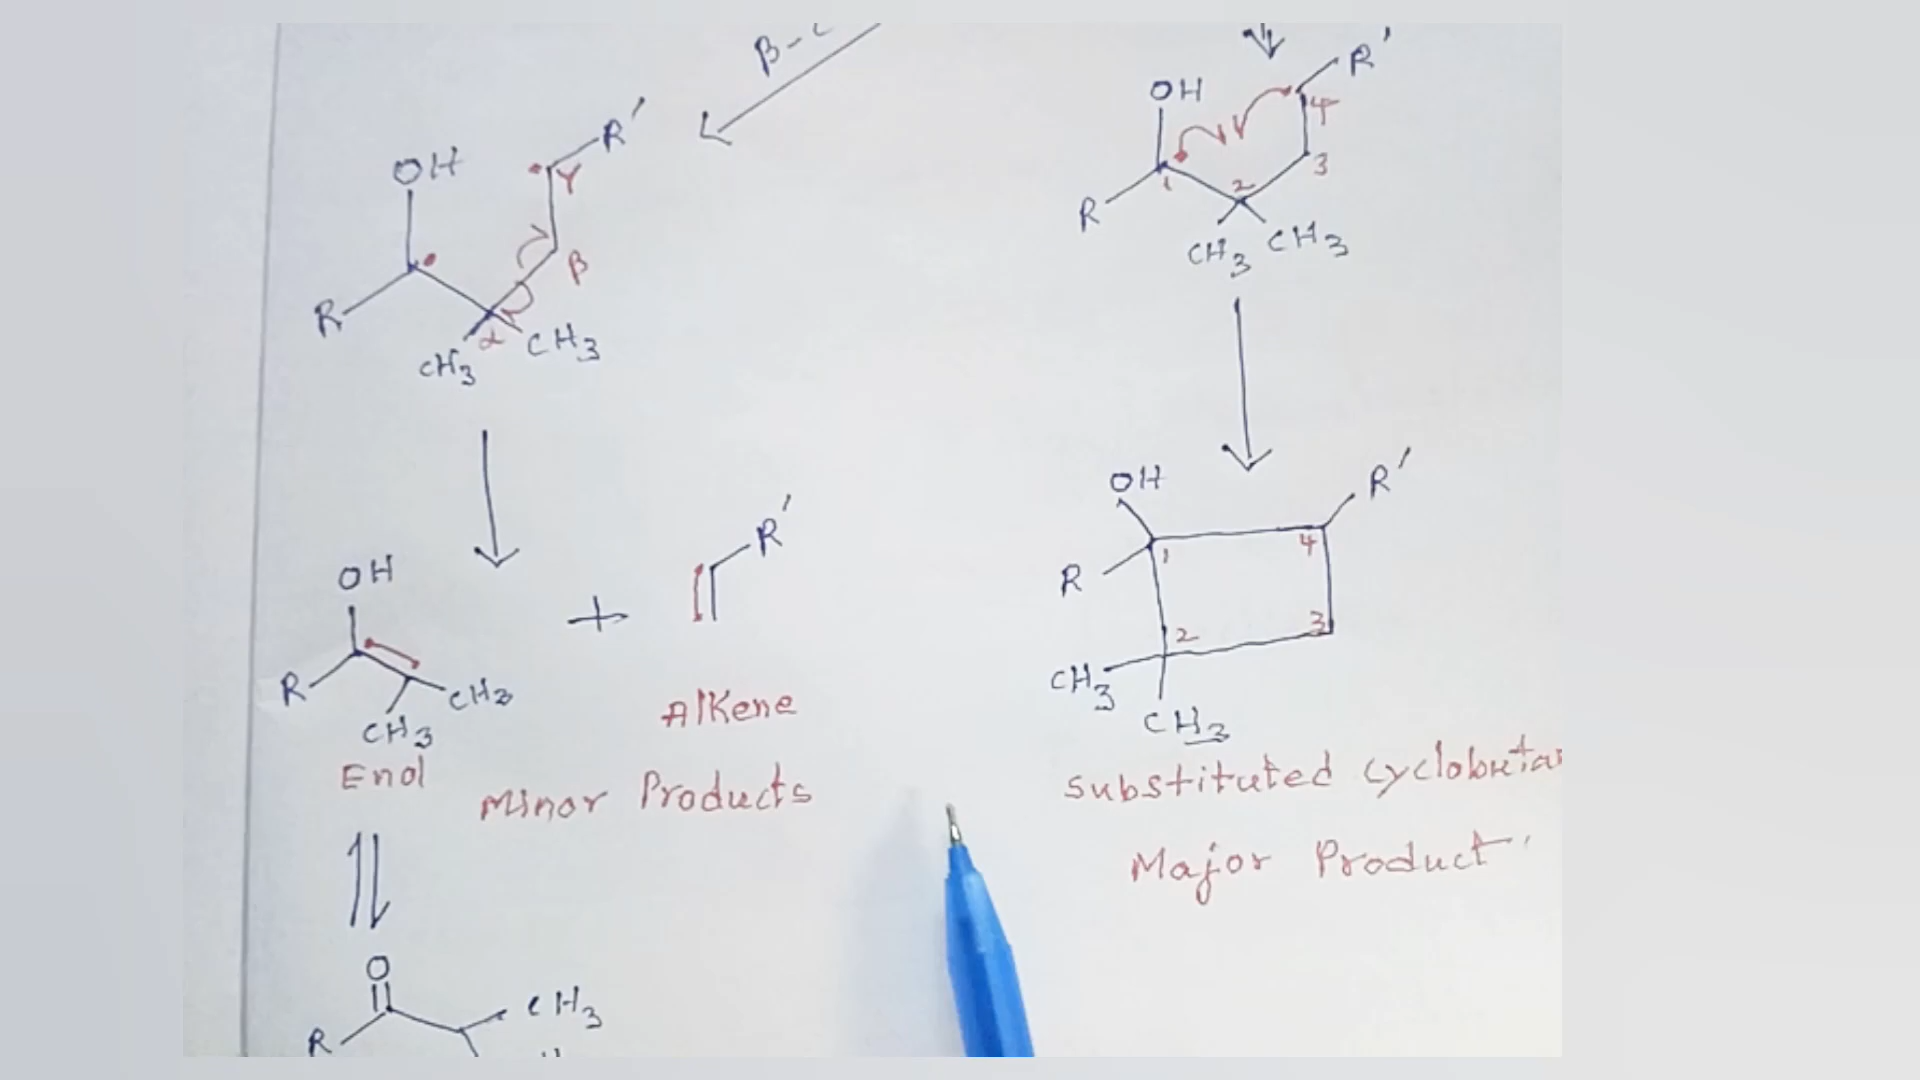 β-c
OH
R'
γ
β
R
α
CH3
CH3
OH
R'
4
3
1
2
R
CH3
CH3
OH
R
CH3
CH3
Enol
+
R'
Alkene
Minor Products
OH
R'
1
4
R
2
3
CH3
CH3
Substituted cyclobuta
Major Product
O
R
CH3